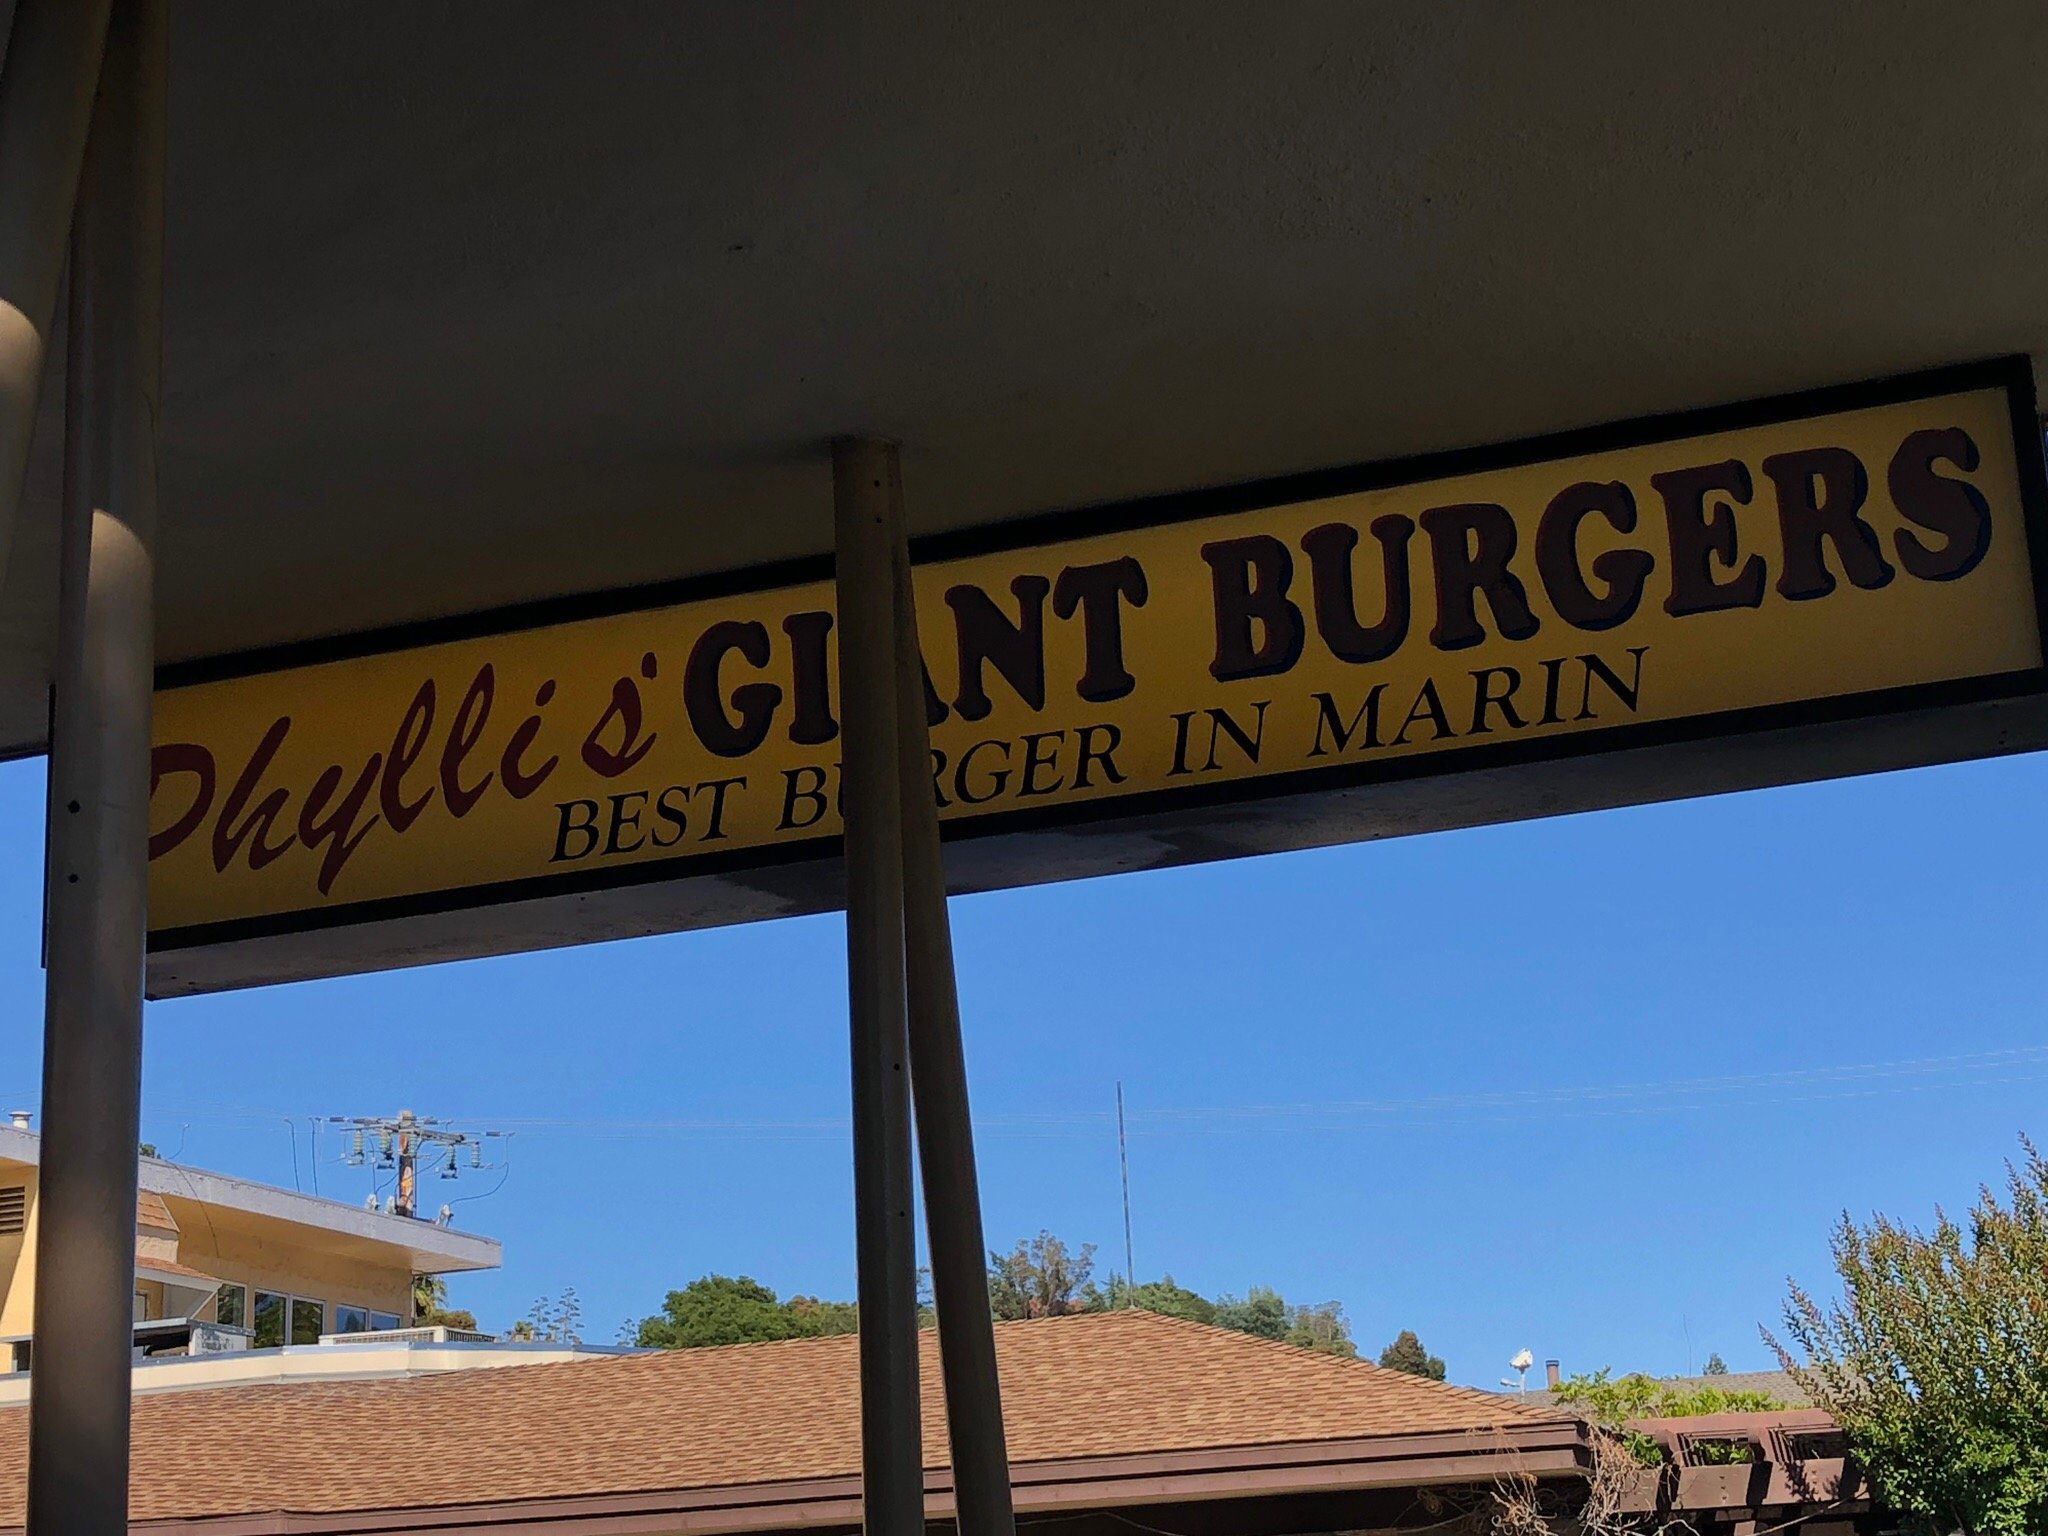 Phyllis' GIANT BURGERS
BEST BURGER IN MARIN